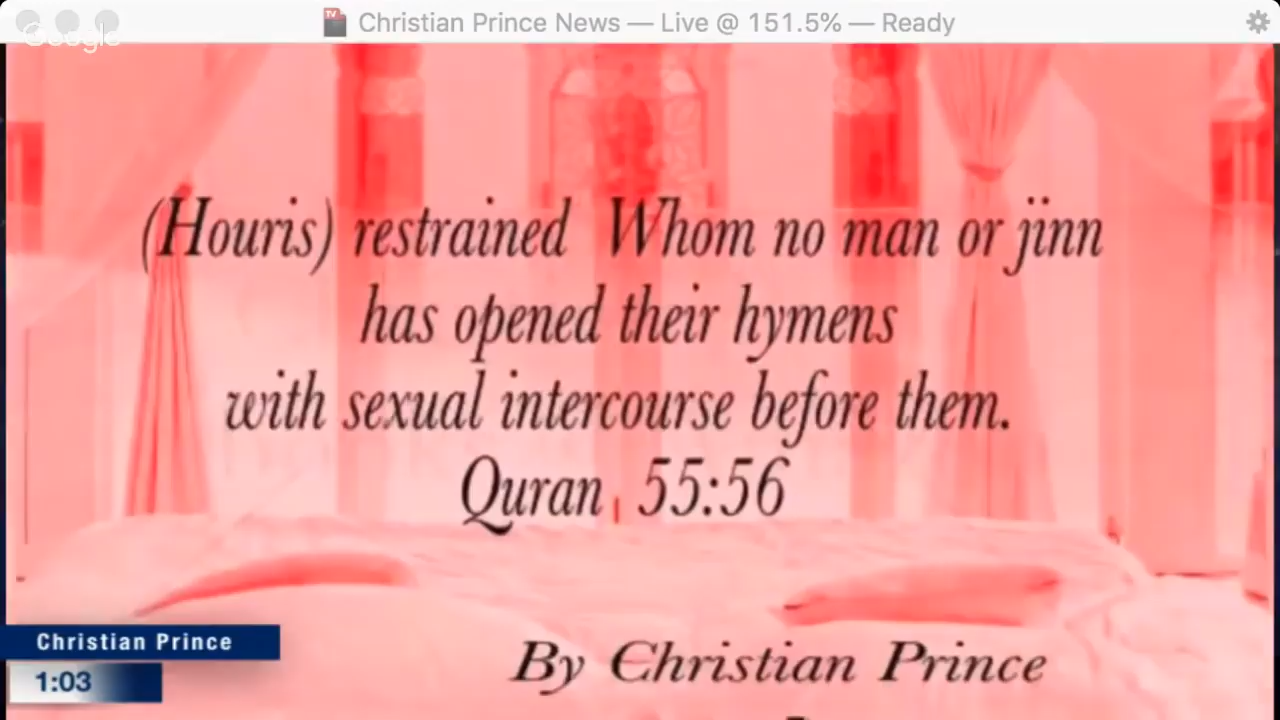 Christian Prince News — Live @ 151.5% — Ready
Google
(Houris) restrained Whom no man or jinn
has opened their hymens
with sexual intercourse before them.
Quran 55:56
Christian Prince
1:03
By Christian Prince